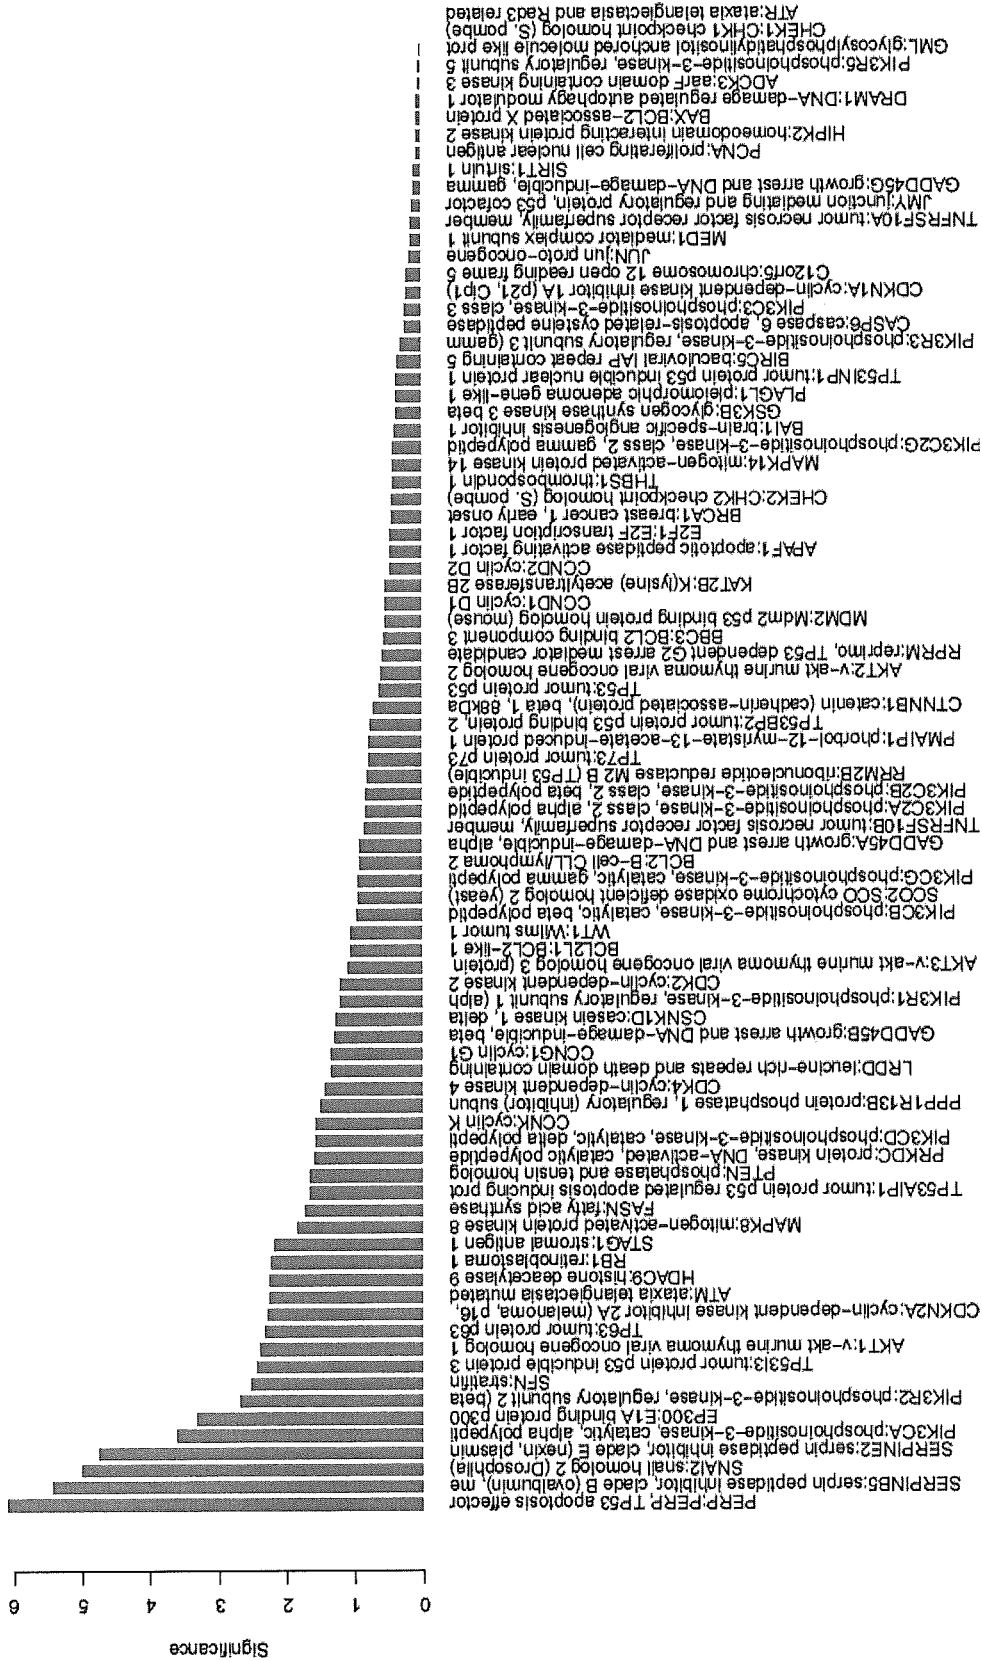 Significance
0 1 2 3 4 5 6
PERP:PERP, TP53 apoptosis effector
SERPINB5:serpin peptidase inhibitor, clade B (ovalbumin), me
SNAI2:snail homolog 2 (Drosophila)
SERPINE2:serpin peptidase inhibitor, clade E (nexin, plasmin
PIK3CA:phosphoinositide-3-kinase, catalytic, alpha polypepti
EP300:E1A binding protein p300
PIK3R2:phosphoinositide-3-kinase, regulatory subunit 2 (beta
SFN:stratifin
TP53I3:tumor protein p53 inducible protein 3
AKT1:v-akt murine thymoma viral oncogene homolog 1
TP63:tumor protein p63
CDKN2A:cyclin-dependent kinase inhibitor 2A (melanoma, p16,
ATM:ataxia telangiectasia mutated
HDAC9:histone deacetylase 9
RB1:retinoblastoma 1
STAG1:stromal antigen 1
MAPK8:mitogen-activated protein kinase 8
FASN:fatty acid synthase
TP53AIP1:tumor protein p53 regulated apoptosis inducing prot
PTEN:phosphatase and tensin homolog
PRKDC:protein kinase, DNA-activated, catalytic polypeptide
PIK3CD:phosphoinositide-3-kinase, catalytic, delta polypepti
CCNK:cyclin K
PPP1R13B:protein phosphatase 1, regulatory (inhibitor) subun
CDK4:cyclin-dependent kinase 4
LRDD:leucine-rich repeats and death domain containing
CCNG1:cyclin G1
GADD45B:growth arrest and DNA-damage-inducible, beta
CSNK1D:casein kinase 1, delta
PIK3R1:phosphoinositide-3-kinase, regulatory subunit 1 (alph
CDK2:cyclin-dependent kinase 2
AKT3:v-akt murine thymoma viral oncogene homolog 3 (protein
BCL2L1:BCL2-like 1
WT1:Wilms tumor 1
PIK3CB:phosphoinositide-3-kinase, catalytic, beta polypeptid
SCO2:SCO cytochrome oxidase deficient homolog 2 (yeast)
PIK3CG:phosphoinositide-3-kinase, catalytic, gamma polypepti
BCL2:B-cell CLL/lymphoma 2
GADD45A:growth arrest and DNA-damage-inducible, alpha
TNFRSF10B:tumor necrosis factor receptor superfamily, member
PIK3C2A:phosphoinositide-3-kinase, class 2, alpha polypeptid
PIK3C2B:phosphoinositide-3-kinase, class 2, beta polypeptide
RRM2B:ribonucleotide reductase M2 B (TP53 inducible)
TP73:tumor protein p73
PMAIP1:phorbol-12-myristate-13-acetate-induced protein 1
TP53BP2:tumor protein p53 binding protein, 2
CTNNB1:catenin (cadherin-associated protein), beta 1, 88kDa
TP53:tumor protein p53
AKT2:v-akt murine thymoma viral oncogene homolog 2
RPRM:reprimo, TP53 dependent G2 arrest mediator candidate
BBC3:BCL2 binding component 3
MDM2:Mdm2 p53 binding protein homolog (mouse)
CCND1:cyclin D1
KAT2B:K(lysine) acetyltransferase 2B
CCND2:cyclin D2
APAF1:apoptotic peptidase activating factor 1
E2F1:E2F transcription factor 1
BRCA1:breast cancer 1, early onset
CHEK2:CHK2 checkpoint homolog (S. pombe)
THBS1:thrombospondin 1
MAPK14:mitogen-activated protein kinase 14
PIK3C2G:phosphoinositide-3-kinase, class 2, gamma polypeptid
BAI1:brain-specific angiogenesis inhibitor 1
GSK3B:glycogen synthase kinase 3 beta
PLAGL1:pleiomorphic adenoma gene-like 1
TP53INP1:tumor protein p53 inducible nuclear protein 1
BIRC5:baculoviral IAP repeat containing 5
PIK3R3:phosphoinositide-3-kinase, regulatory subunit 3 (gamm
CASP6:caspase 6, apoptosis-related cysteine peptidase
PIK3C3:phosphoinositide-3-kinase, class 3
CDKN1A:cyclin-dependent kinase inhibitor 1A (p21, Cip1)
C12orf5:chromosome 12 open reading frame 5
JUN:jun proto-oncogene
MED1:mediator complex subunit 1
TNFRSF10A:tumor necrosis factor receptor superfamily, member
JMY:junction mediating and regulatory protein, p53 cofactor
GADD45G:growth arrest and DNA-damage-inducible, gamma
SIRT1:sirtuin 1
PCNA:proliferating cell nuclear antigen
HIPK2:homeodomain interacting protein kinase 2
BAX:BCL2-associated X protein
DRAM1:DNA-damage regulated autophagy modulator 1
ADCK3:aarF domain containing kinase 3
PIK3R5:phosphoinositide-3-kinase, regulatory subunit 5
GML:glycosylphosphatidylinositol anchored molecule like prot
CHEK1:CHK1 checkpoint homolog (S. pombe)
ATR:ataxia telangiectasia and Rad3 related